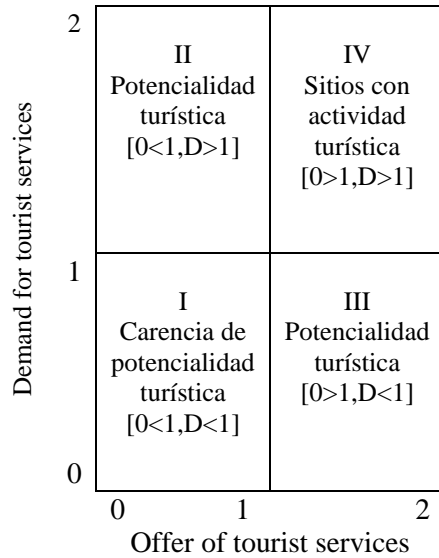 Demand for tourist services
2
1
0
II
Potencialidad
turística
[0<1,D>1]
IV
Sitios con
actividad
turística
[0>1,D>1]
I
Carencia de
potencialidad
turística
[0<1,D<1]
III
Potencialidad
turística
[0>1,D<1]
0 1 2
Offer of tourist services